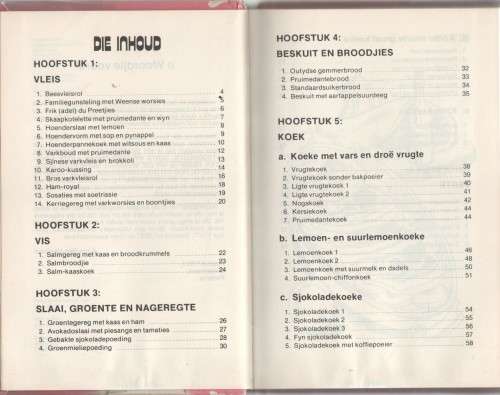 DIE INHOUD
HOOFSTUK 1:
VLEIS
1. Beesvleisrol 4
2. Familiegunsteling met Weense worsies 5
3. Frik (adel) du Preetjies 6
4. Skaapkotelette met pruimedante en wyn 7
5. Hoenderslaai met lemoen 8
6. Hoendervorm met sop en pynappel 9
7. Hoenderpannekoek met witsous en kaas 10
8. Varkboud met pruimedante 12
9. Sjinese varkvleis en brokkoli 13
10. Karoo-kussing 14
11. Bros varkvleisrol 16
12. Ham-royal 18
13. Sosaties met soetrissie 19
14. Kerriegereg met varkworsies en boontjies 20
HOOFSTUK 2:
VIS
1. Salmgereg met kaas en broodkrummels 22
2. Salmbroodjie 23
3. Salm-kaaskoek 24
HOOFSTUK 3:
SLAAI, GROENTE EN NAGEREGTE
1. Groentegereg met kaas en ham 26
2. Avokadoslaai met piesangs en tamaties 27
3. Gebakte sjokoladepoeding 28
4. Groenmieliepoeding 30
HOOFSTUK 4:
BESKUIT EN BROODJIES
1. Outydse gemmerbrood 32
2. Pruimedantebrood 33
3. Standaardsuikerbrood 34
4. Beskuit met aartappelsuurdeeg 35
HOOFSTUK 5:
KOEK
a. Koeke met vars en droë vrugte
1. Vrugtekoek 38
2. Vrugtekoek sonder bakpoeier 39
3. Ligte vrugtekoek 1 40
4. Ligte vrugtekoek 2 41
5. Nogakoek 42
6. Kersiekoek 44
7. Pruimedantekoek 44
b. Lemoen- en suurlemoenkoeke
1. Lemoenkoek 1 46
2. Lemoenkoek 2 48
3. Lemoenkoek met suurmelk en dadels 50
4. Suurlemoen-chiffonkoek 51
c. Sjokoladekoeke
1. Sjokoladekoek 1 54
2. Sjokoladekoek 2 55
3. Sjokoladekoek 3 56
4. Fyn sjokoladekoek 57
5. Sjokoladekoek met koffiepoeier 58